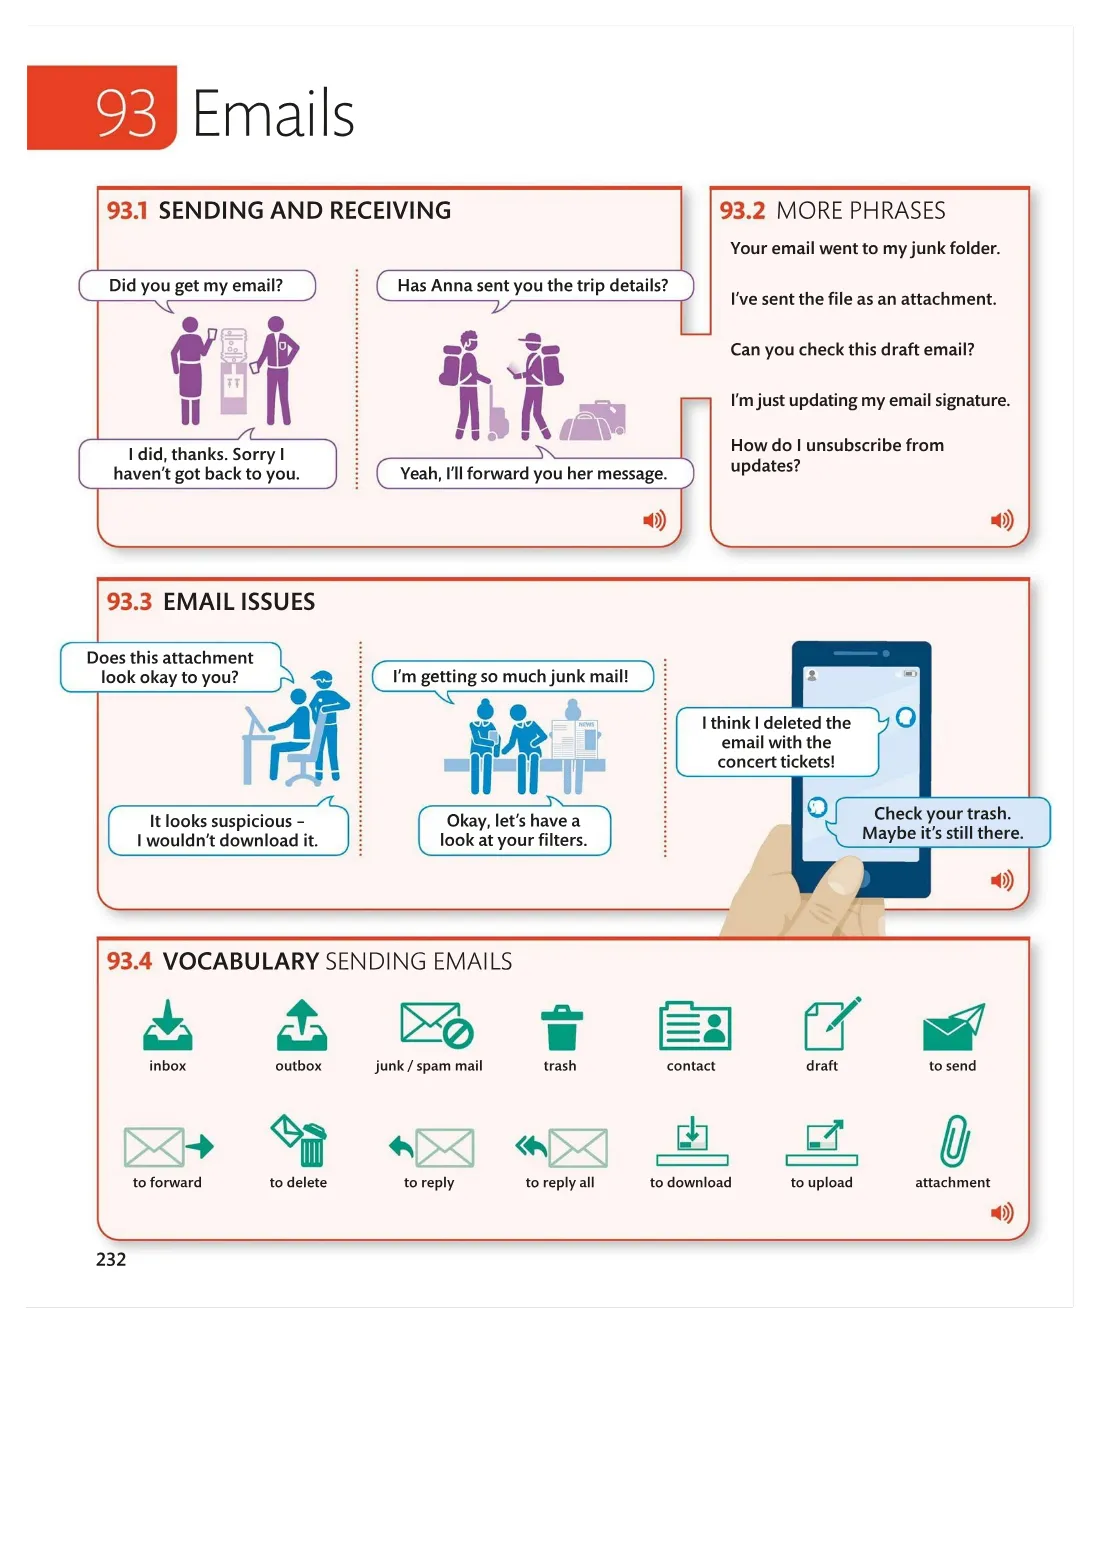 93 Emails
93.1 SENDING AND RECEIVING
Did you get my email?
I did, thanks. Sorry I
haven't got back to you.
Has Anna sent you the trip details?
Yeah, I'll forward you her message.
93.2 MORE PHRASES
Your email went to my junk folder.
I've sent the file as an attachment.
Can you check this draft email?
I'm just updating my email signature.
How do I unsubscribe from
updates?
93.3 EMAIL ISSUES
Does this attachment
look okay to you?
It looks suspicious –
I wouldn't download it.
I'm getting so much junk mail!
NEWS
Okay, let's have a
look at your filters.
I think I deleted the
email with the
concert tickets!
Check your trash.
Maybe it's still there.
93.4 VOCABULARY SENDING EMAILS
inbox
outbox
junk / spam mail
trash
contact
draft
to send
to forward
to delete
to reply
to reply all
to download
to upload
attachment
232